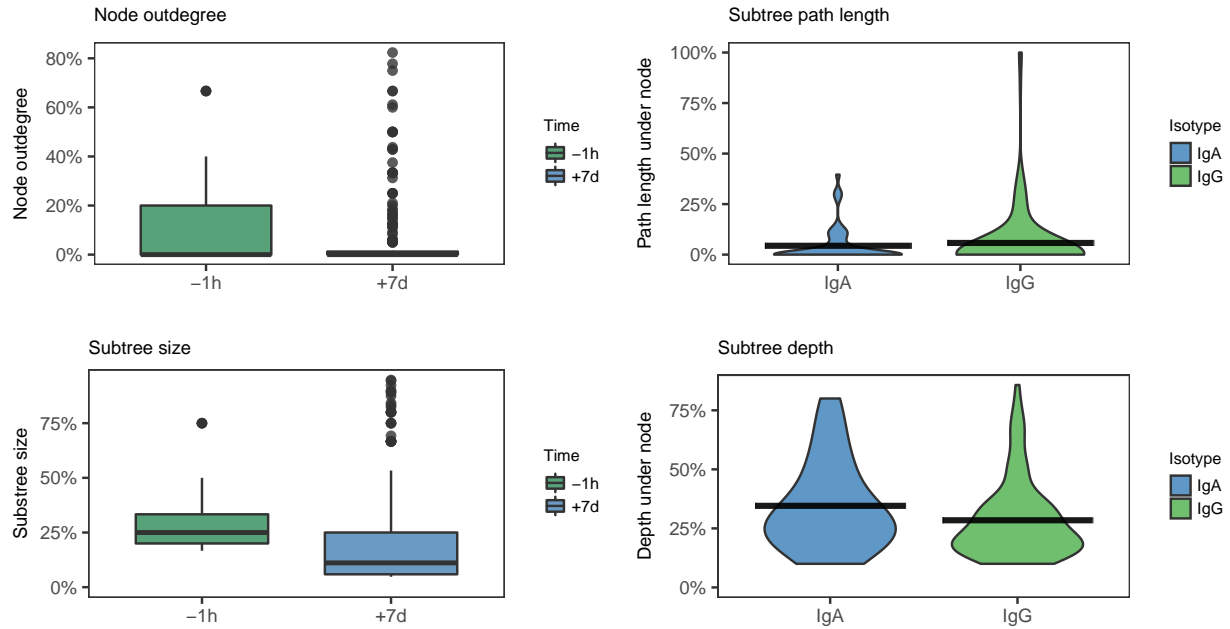 Node outdegree
Node outdegree
80%
60%
40%
20%
0%
−1h
+7d
Time
−1h
+7d
Subtree path length
Path length under node
100%
75%
50%
25%
0%
IgA
IgG
Isotype
IgA
IgG
Subtree size
Substree size
75%
50%
25%
0%
−1h
+7d
Time
−1h
+7d
Subtree depth
Depth under node
75%
50%
25%
0%
IgA
IgG
Isotype
IgA
IgG